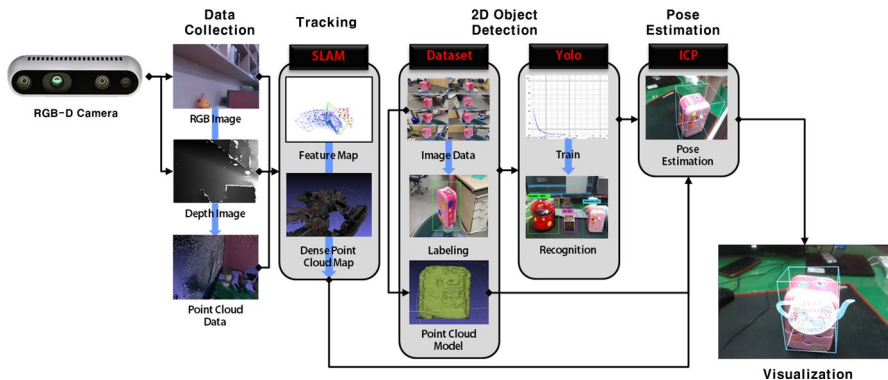 Data
Collection
Tracking
2D Object
Detection
Pose
Estimation
SLAM
Dataset
Yolo
ICP
RGB-D Camera
RGB Image
Feature Map
Image Data
Train
Pose
Estimation
Depth Image
Dense Point
Cloud Map
Labeling
Recognition
Point Cloud
Data
Point Cloud
Model
Visualization